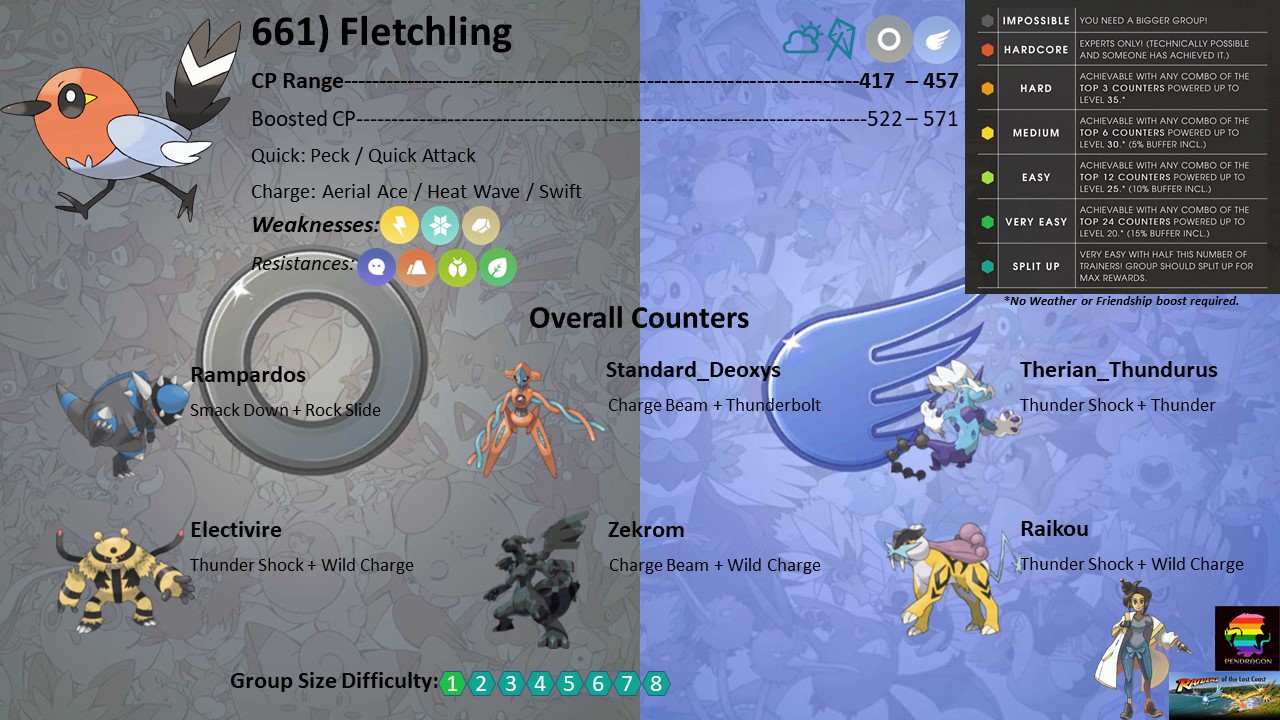 661) Fletchling
CP Range--------------------------------------------------------------------------417 – 457
Boosted CP-------------------------------------------------------------------------522 – 571
Quick: Peck / Quick Attack
Charge: Aerial Ace / Heat Wave / Swift
Weaknesses:
Resistances:
IMPOSSIBLE YOU NEED A BIGGER GROUP!
HARDCORE EXPERTS ONLY! (TECHNICALLY POSSIBLE
AND SOMEONE HAS ACHIEVED IT.)
HARD ACHIEVABLE WITH ANY COMBO OF THE
TOP 3 COUNTERS POWERED UP TO
LEVEL 35.*
MEDIUM ACHIEVABLE WITH ANY COMBO OF THE
TOP 6 COUNTERS POWERED UP TO
LEVEL 30.* (5% BUFFER INCL.)
EASY ACHIEVABLE WITH ANY COMBO OF THE
TOP 12 COUNTERS POWERED UP TO
LEVEL 25.* (10% BUFFER INCL.)
VERY EASY ACHIEVABLE WITH ANY COMBO OF THE
TOP 24 COUNTERS POWERED UP TO
LEVEL 20.* (15% BUFFER INCL.)
SPLIT UP VERY EASY WITH HALF THIS NUMBER OF
TRAINERS! GROUP SHOULD SPLIT UP FOR
MAX REWARDS.
*No Weather or Friendship boost required.
Overall Counters
Rampardos
Smack Down + Rock Slide
Standard_Deoxys
Charge Beam + Thunderbolt
Therian_Thundurus
Thunder Shock + Thunder
Electivire
Thunder Shock + Wild Charge
Zekrom
Charge Beam + Wild Charge
Raikou
Thunder Shock + Wild Charge
Group Size Difficulty: 1 2 3 4 5 6 7 8
PENDRAGON
RAIDERS of the Lost Coast